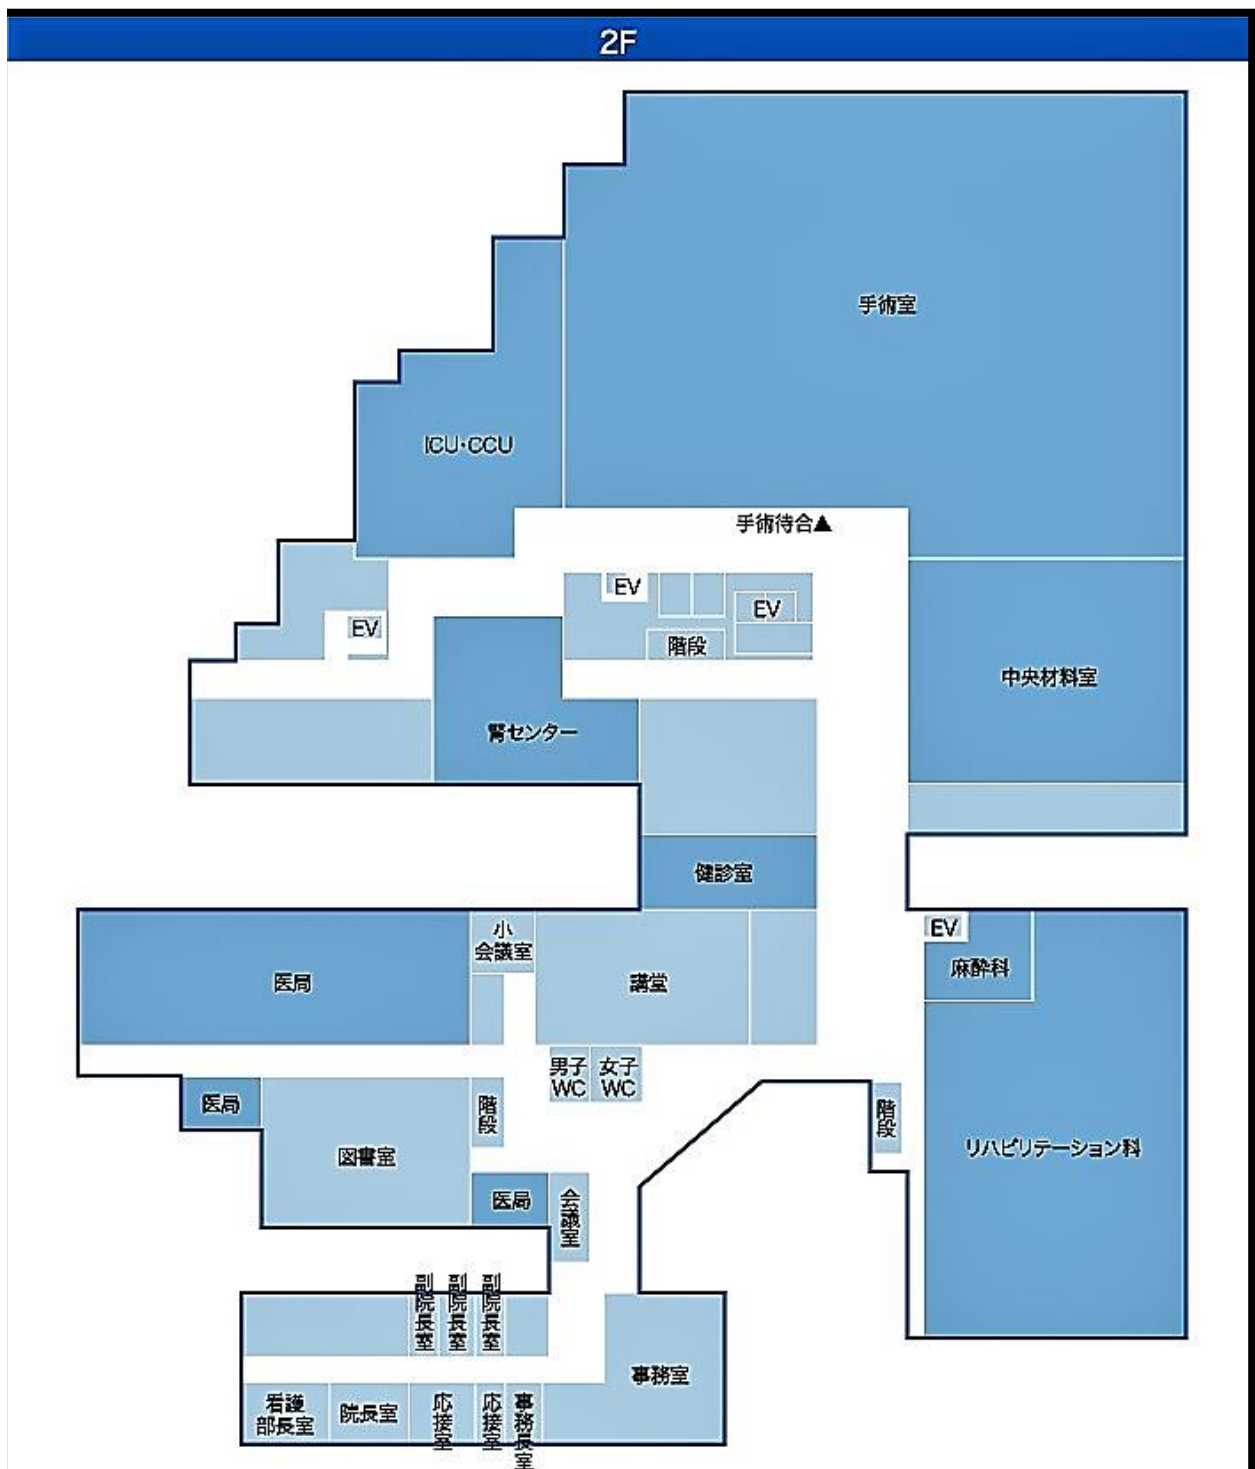 2F
手術室
ICU・CCU
手術待合▲
EV
EV
EV
階段
中央材料室
腎センター
健診室
小
会議室
医局
講堂
EV
麻酔科
男子
WC
女子
WC
医局
階段
階段
図書室
リハビリテーション科
医局
会議室
副院長室
副院長室
副院長室
事務室
看護
部長室
院長室
応接室
応接室
事務長室